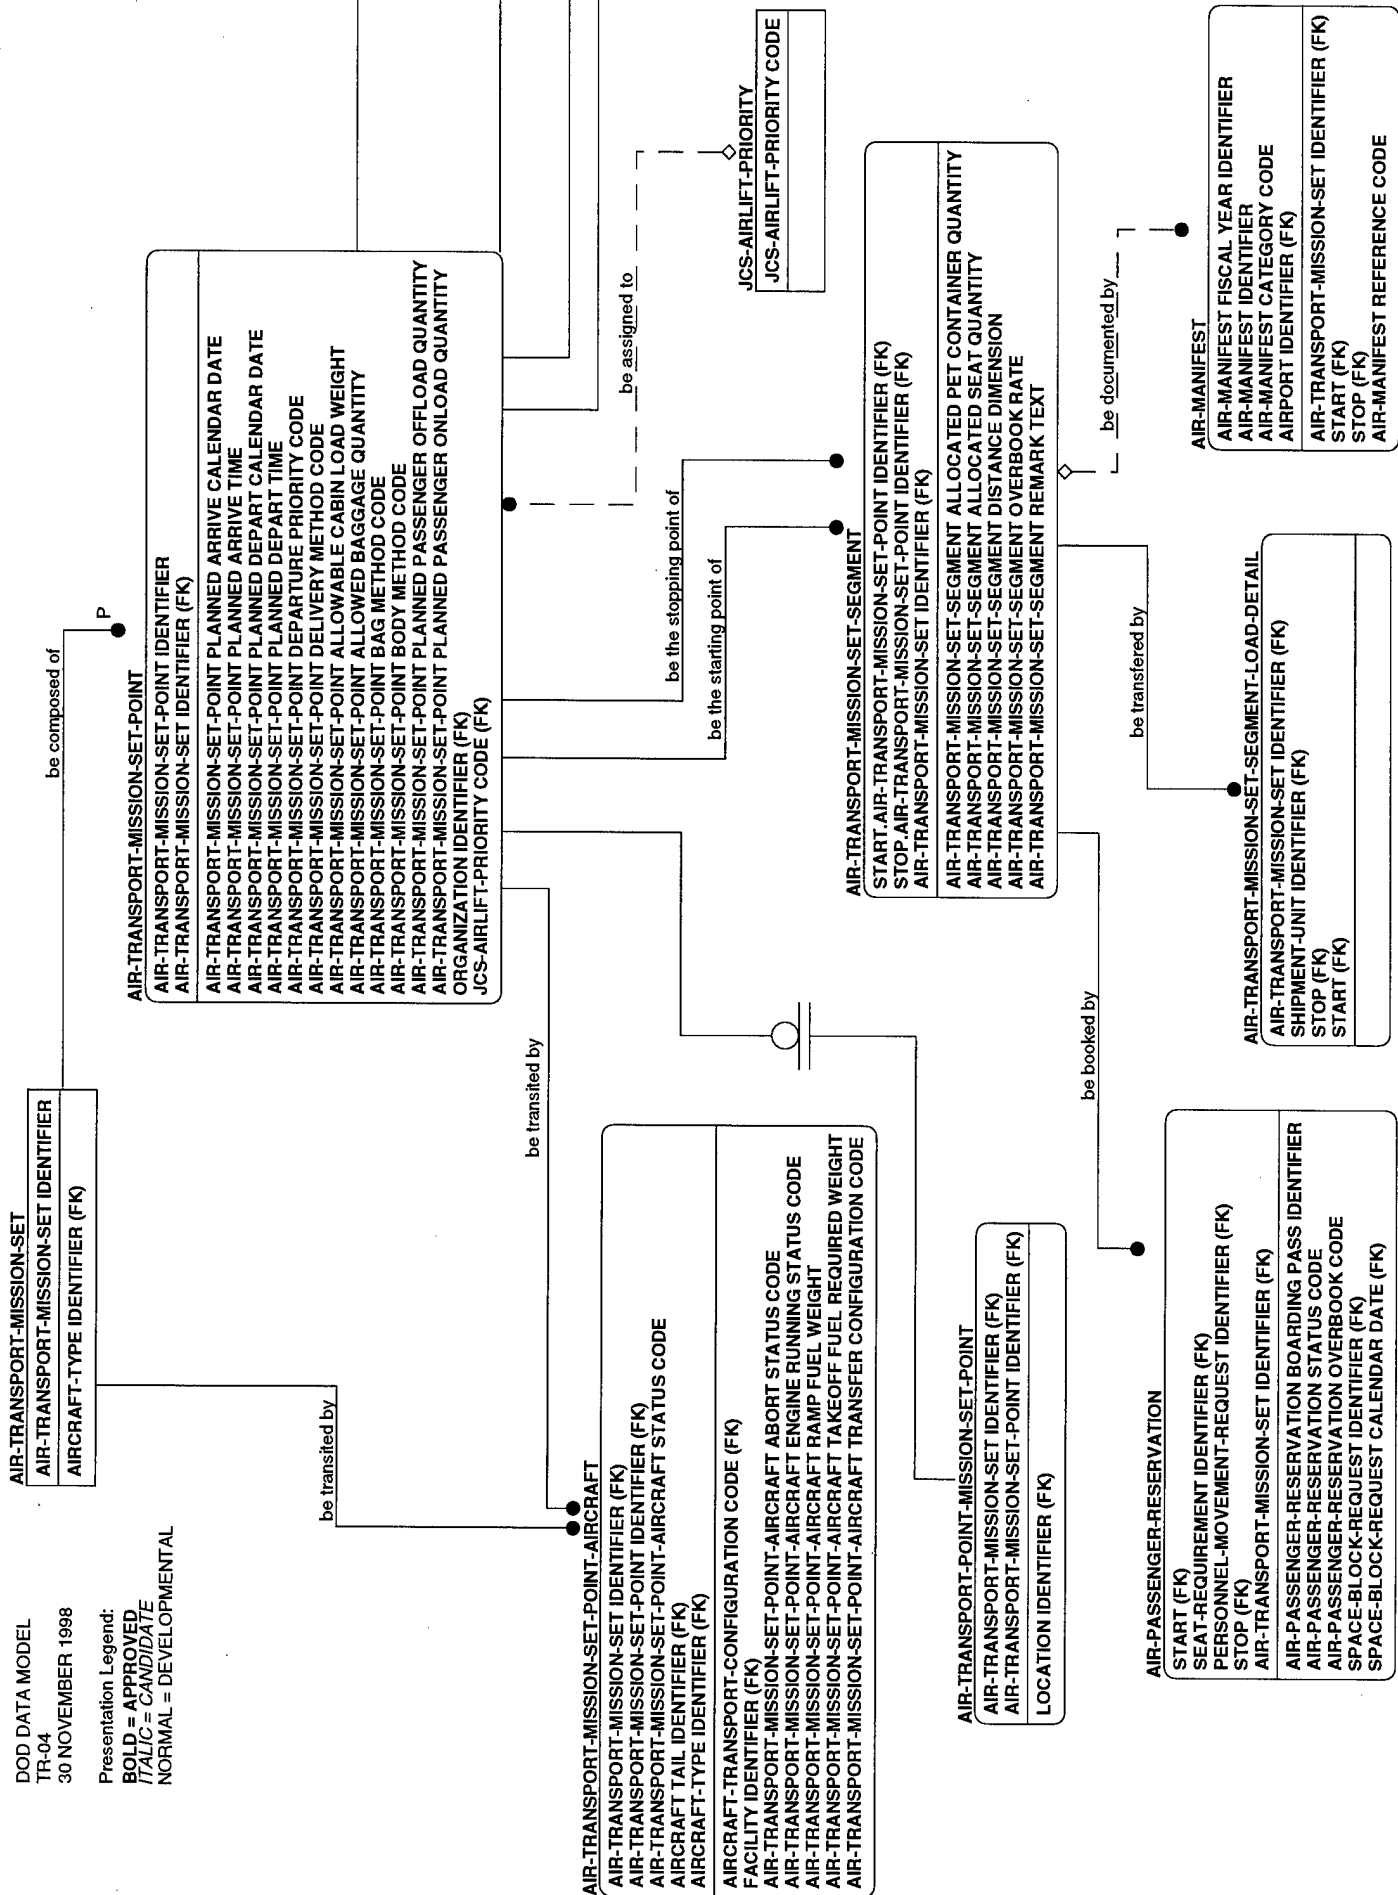 DOD DATA MODEL
TR-04
30 NOVEMBER 1998
Presentation Legend:
BOLD = APPROVED
ITALIC = CANDIDATE
NORMAL = DEVELOPMENTAL
AIR-TRANSPORT-MISSION-SET
AIR-TRANSPORT-MISSION-SET IDENTIFIER
AIRCRAFT-TYPE IDENTIFIER (FK)
be composed of
P
be transited by
AIR-TRANSPORT-MISSION-SET-POINT
AIR-TRANSPORT-MISSION-SET-POINT IDENTIFIER
AIR-TRANSPORT-MISSION-SET IDENTIFIER (FK)
AIR-TRANSPORT-MISSION-SET-POINT PLANNED ARRIVE CALENDAR DATE
AIR-TRANSPORT-MISSION-SET-POINT PLANNED ARRIVE TIME
AIR-TRANSPORT-MISSION-SET-POINT PLANNED DEPART CALENDAR DATE
AIR-TRANSPORT-MISSION-SET-POINT PLANNED DEPART TIME
AIR-TRANSPORT-MISSION-SET-POINT DEPARTURE PRIORITY CODE
AIR-TRANSPORT-MISSION-SET-POINT DELIVERY METHOD CODE
AIR-TRANSPORT-MISSION-SET-POINT ALLOWABLE CABIN LOAD WEIGHT
AIR-TRANSPORT-MISSION-SET-POINT ALLOWED BAGGAGE QUANTITY
AIR-TRANSPORT-MISSION-SET-POINT BAG METHOD CODE
AIR-TRANSPORT-MISSION-SET-POINT BODY METHOD CODE
AIR-TRANSPORT-MISSION-SET-POINT PLANNED PASSENGER OFFLOAD QUANTITY
AIR-TRANSPORT-MISSION-SET-POINT PLANNED PASSENGER ONLOAD QUANTITY
ORGANIZATION IDENTIFIER (FK)
JCS-AIRLIFT-PRIORITY CODE (FK)
be transited by
be the stopping point of
be the starting point of
be assigned to
AIR-TRANSPORT-MISSION-SET-POINT-AIRCRAFT
AIR-TRANSPORT-MISSION-SET IDENTIFIER (FK)
AIR-TRANSPORT-MISSION-SET-POINT IDENTIFIER (FK)
AIR-TRANSPORT-MISSION-SET-POINT-AIRCRAFT STATUS CODE
AIRCRAFT TAIL IDENTIFIER (FK)
AIRCRAFT-TYPE IDENTIFIER (FK)
AIRCRAFT-TRANSPORT-CONFIGURATION CODE (FK)
FACILITY IDENTIFIER (FK)
AIR-TRANSPORT-MISSION-SET-POINT-AIRCRAFT ABORT STATUS CODE
AIR-TRANSPORT-MISSION-SET-POINT-AIRCRAFT ENGINE RUNNING STATUS CODE
AIR-TRANSPORT-MISSION-SET-POINT-AIRCRAFT RAMP FUEL WEIGHT
AIR-TRANSPORT-MISSION-SET-POINT-AIRCRAFT TAKEOFF FUEL REQUIRED WEIGHT
AIR-TRANSPORT-MISSION-SET-POINT-AIRCRAFT TRANSFER CONFIGURATION CODE
JCS-AIRLIFT-PRIORITY
JCS-AIRLIFT-PRIORITY CODE
AIR-TRANSPORT-MISSION-SET-SEGMENT
START.AIR-TRANSPORT-MISSION-SET-POINT IDENTIFIER (FK)
STOP.AIR-TRANSPORT-MISSION-SET-POINT IDENTIFIER (FK)
AIR-TRANSPORT-MISSION-SET IDENTIFIER (FK)
AIR-TRANSPORT-MISSION-SET-SEGMENT ALLOCATED PET CONTAINER QUANTITY
AIR-TRANSPORT-MISSION-SET-SEGMENT ALLOCATED SEAT QUANTITY
AIR-TRANSPORT-MISSION-SET-SEGMENT DISTANCE DIMENSION
AIR-TRANSPORT-MISSION-SET-SEGMENT OVERBOOK RATE
AIR-TRANSPORT-MISSION-SET-SEGMENT REMARK TEXT
be booked by
be transfered by
be documented by
AIR-TRANSPORT-POINT-MISSION-SET-POINT
AIR-TRANSPORT-MISSION-SET IDENTIFIER (FK)
AIR-TRANSPORT-MISSION-SET-POINT IDENTIFIER (FK)
LOCATION IDENTIFIER (FK)
AIR-PASSENGER-RESERVATION
START (FK)
SEAT-REQUIREMENT IDENTIFIER (FK)
PERSONNEL-MOVEMENT-REQUEST IDENTIFIER (FK)
STOP (FK)
AIR-TRANSPORT-MISSION-SET IDENTIFIER (FK)
AIR-PASSENGER-RESERVATION BOARDING PASS IDENTIFIER
AIR-PASSENGER-RESERVATION STATUS CODE
AIR-PASSENGER-RESERVATION OVERBOOK CODE
SPACE-BLOCK-REQUEST IDENTIFIER (FK)
SPACE-BLOCK-REQUEST CALENDAR DATE (FK)
AIR-TRANSPORT-MISSION-SET-SEGMENT-LOAD-DETAIL
AIR-TRANSPORT-MISSION-SET IDENTIFIER (FK)
SHIPMENT-UNIT IDENTIFIER (FK)
STOP (FK)
START (FK)
AIR-MANIFEST
AIR-MANIFEST FISCAL YEAR IDENTIFIER
AIR-MANIFEST IDENTIFIER
AIR-MANIFEST CATEGORY CODE
AIRPORT IDENTIFIER (FK)
AIR-TRANSPORT-MISSION-SET IDENTIFIER (FK)
START (FK)
STOP (FK)
AIR-MANIFEST REFERENCE CODE